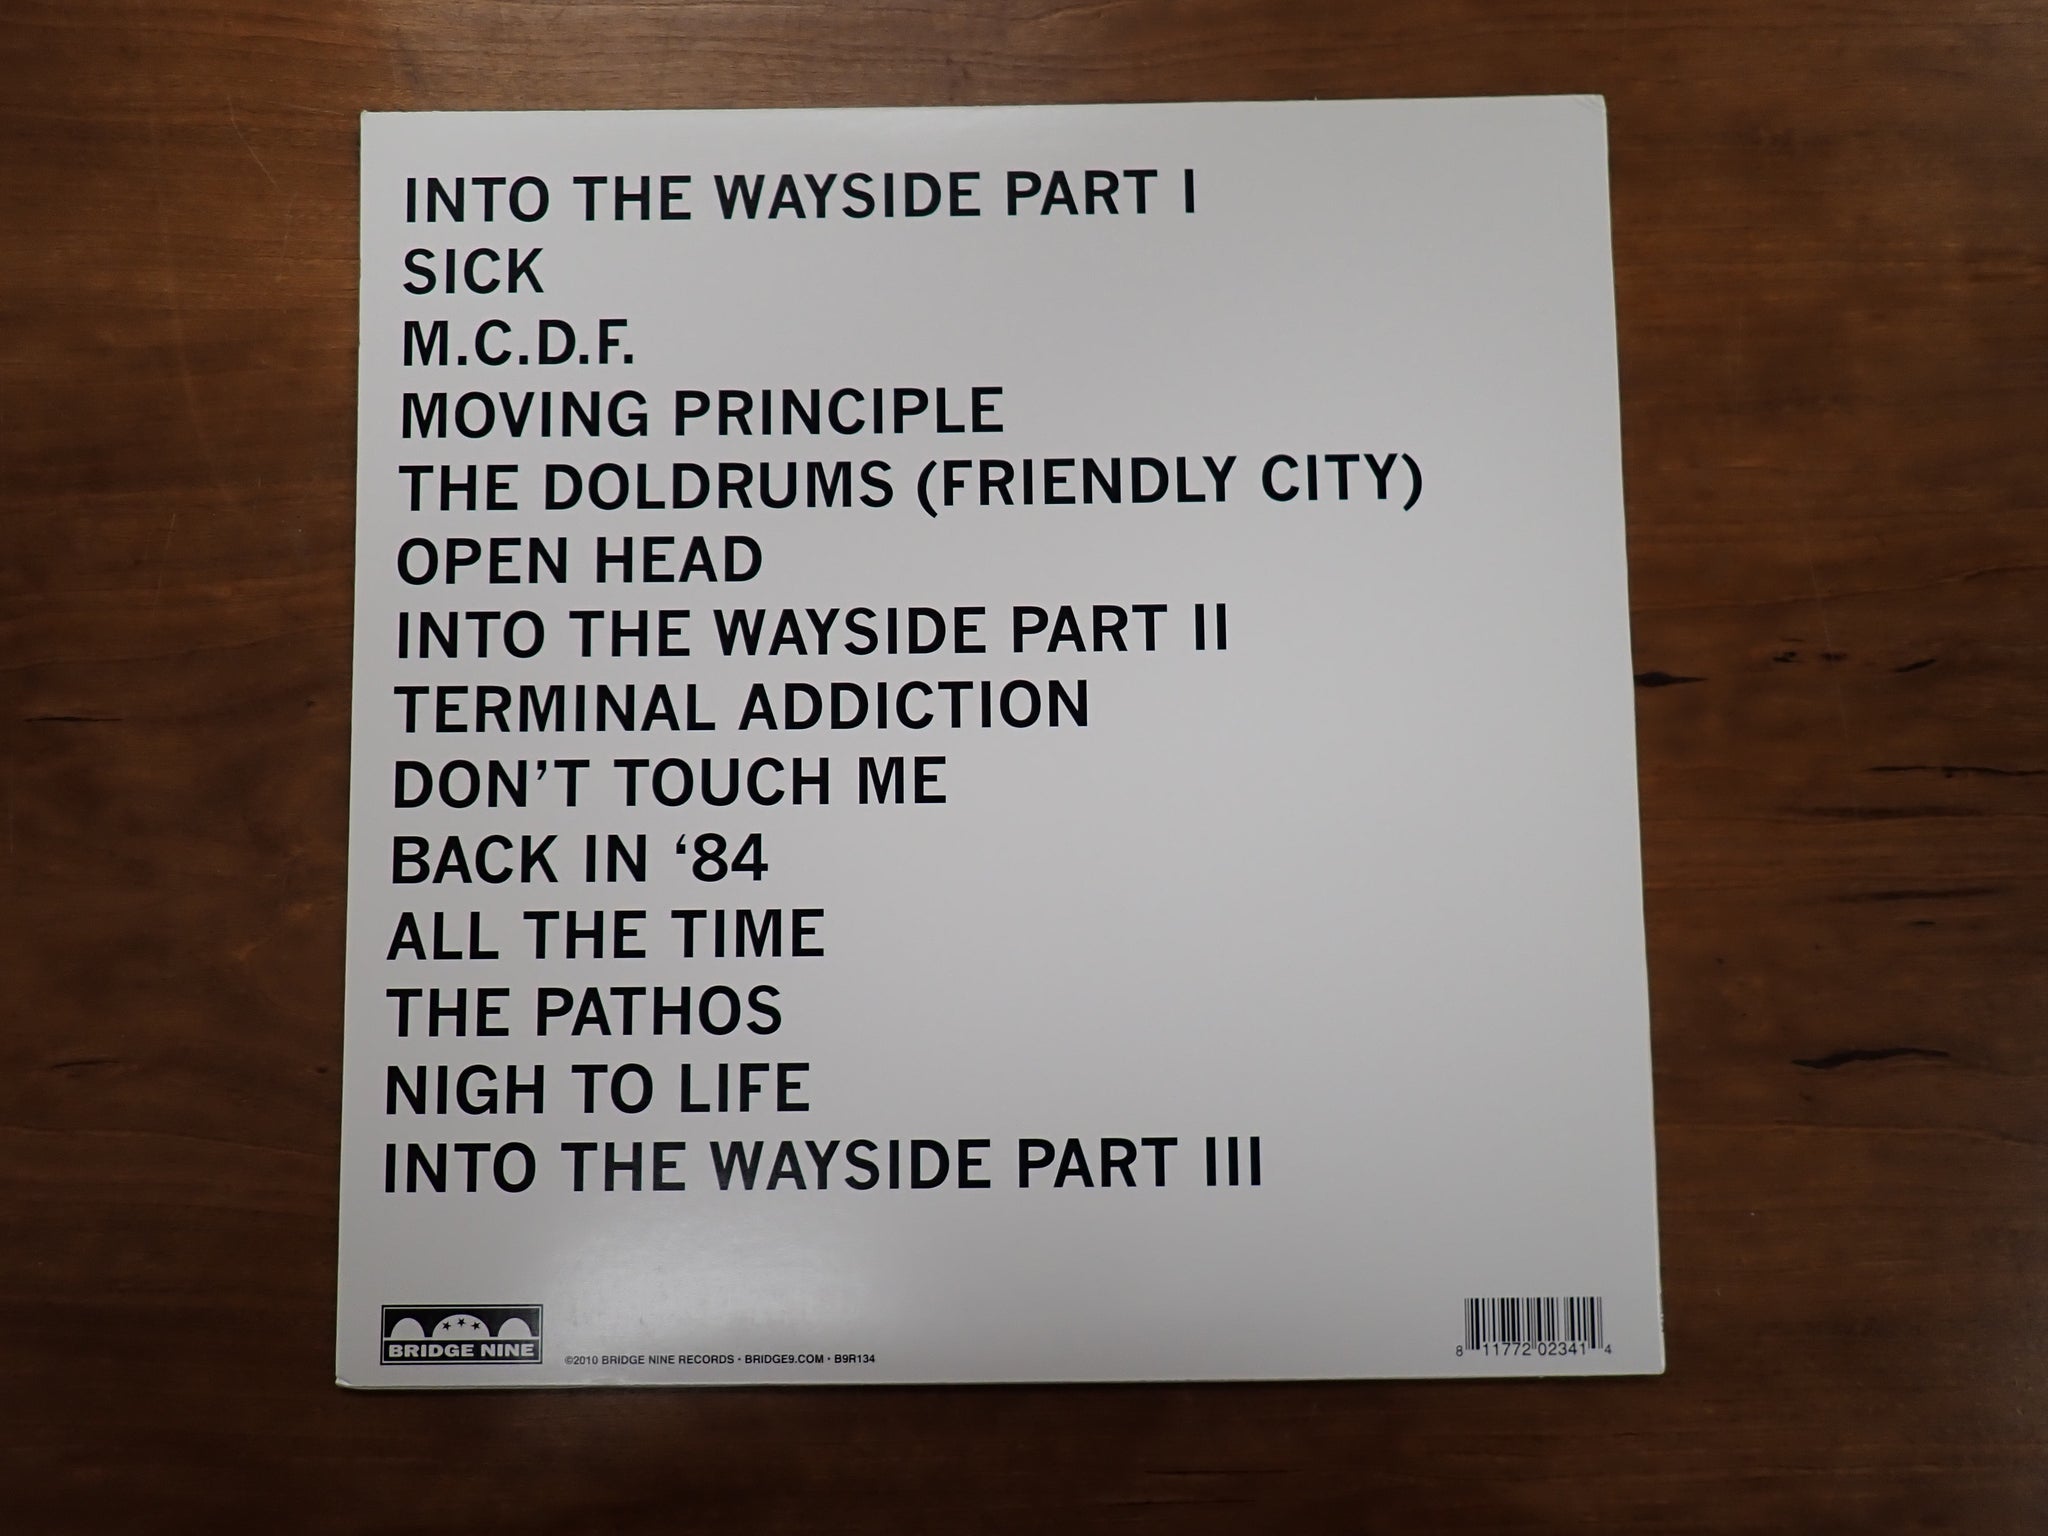 INTO THE WAYSIDE PART I
SICK
M.C.D.F.
MOVING PRINCIPLE
THE DOLDRUMS (FRIENDLY CITY)
OPEN HEAD
INTO THE WAYSIDE PART II
TERMINAL ADDICTION
DON’T TOUCH ME
BACK IN ‘84
ALL THE TIME
THE PATHOS
NIGH TO LIFE
INTO THE WAYSIDE PART III
BRIDGE NINE
©2010 BRIDGE NINE RECORDS • BRIDGE9.COM • B9R134
8 11772 02341 4